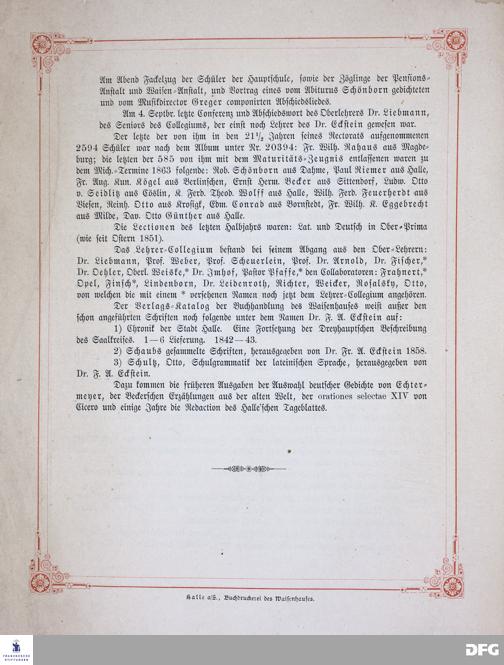 Am Abend Fackelzug der Schüler der Hauptschule, sowie der Zöglinge der Pensions-
Anstalt und Waisen-Anstalt, und Vortrag eines vom Abiturus Schönborn gedichteten
und vom Musikdirector Greger componirten Abschiedsliedes.
Am 4. Septbr. letzte Conferenz und Abschiedswort des Oberlehrers Dr. Liebmann,
des Seniors des Collegiums, der einst noch Lehrer des Dr. Eckstein gewesen war.
Der letzte der von ihm in den 21½ Jahren seines Rectorats aufgenommenen
2594 Schüler war nach dem Album unter Nr. 20394: Fr. Wilh. Rahaus aus Magde-
burg; die letzten der 585 von ihm mit dem Maturitäts-Zeugnis entlassenen waren zu
dem Mich.-Termine 1863 folgende: Rob. Schönborn aus Dahme, Paul Riemer aus Halle,
Fr. Aug. Kun. Kögel aus Berlinchen, Ernst Herm. Becker aus Sittendorf, Ludw. Otto
v. Seidlitz aus Cöslin, K. Ferd. Theod. Wolff aus Halle, Wilh. Ferd. Feuerherdt aus
Viesen, Reinh. Otto aus Krosigk, Edm. Conrad aus Bornstedt, Fr. Wilh. K. Eggebrecht
aus Milde, Dav. Otto Günther aus Halle.
Die Lectionen des letzten Halbjahrs waren: Lat. und Deutsch in Ober-Prima
(wie seit Ostern 1851).
Das Lehrer-Collegium bestand bei seinem Abgang aus den Ober-Lehrern:
Dr. Liebmann, Prof. Weber, Prof. Scheuerlein, Prof. Dr. Arnold, Dr. Fischer,*
Dr. Oehler, Oberl. Weiske,* Dr. Imhof, Pastor Pfaffe,* den Collaboratoren: Frahnert,*
Opel, Finsch*, Lindenborn, Dr. Leidenroth, Richter, Weicker, Rosalsky, Otto,
von welchen die mit einem * versehenen Namen noch jetzt dem Lehrer-Collegium angehören.
Der Verlags-Katalog der Buchhandlung des Waisenhauses weißt außer den
schon angeführten Schriften noch folgende unter dem Namen Dr. F. A. Eckstein auf:
1) Chronik der Stadt Halle. Eine Fortsetzung der Dreyhauptschen Beschreibung
des Saalkreises. 1—6 Lieferung. 1842—43.
2) Schaubs gesammelte Schriften, herausgegeben von Dr. Fr. A. Eckstein 1858.
3) Schultz, Otto, Schulgrammatik der lateinischen Sprache, herausgegeben von
Dr. F. A. Eckstein.
Dazu kommen die früheren Ausgaben der Auswahl deutscher Gedichte von Echter-
meyer, der Beckerschen Erzählungen aus der alten Welt, der orationes selectae XIV von
Cicero und einige Jahre die Redaction des Halle'schen Tageblattes.
Halle a/S., Buchdruckerei des Waisenhauses.
FRANCKESCHE
STIFTUNGEN
DFG